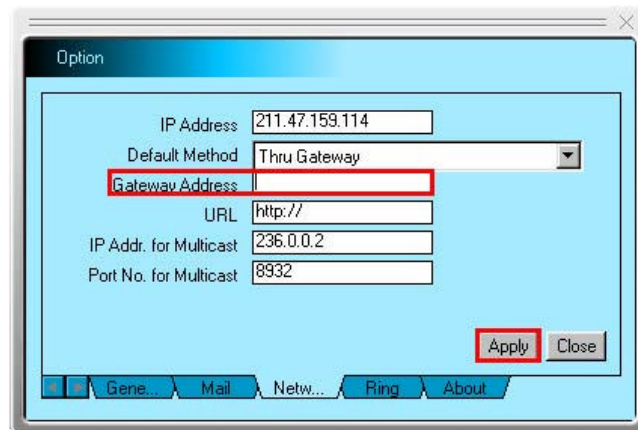 Option
IP Address 211.47.159.114
Default Method Thru Gateway
Gateway Address
URL http://
IP Addr. for Multicast 236.0.0.2
Port No. for Multicast 8932
Apply Close
Gene... Mail Netw... Ring About